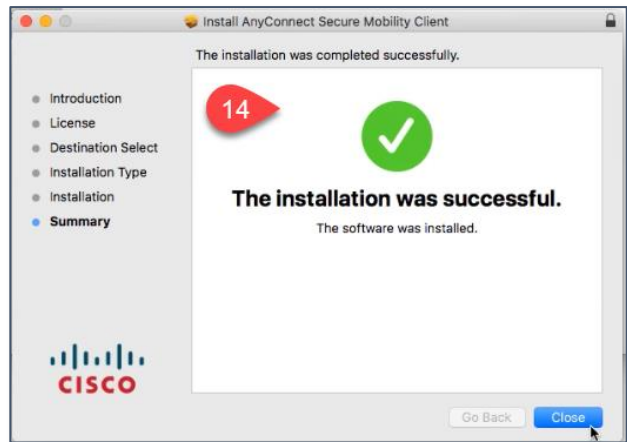 Install AnyConnect Secure Mobility Client
The installation was completed successfully.
Introduction
License
Destination Select
Installation Type
Installation
Summary
14
The installation was successful.
The software was installed.
CISCO
Go Back
Close